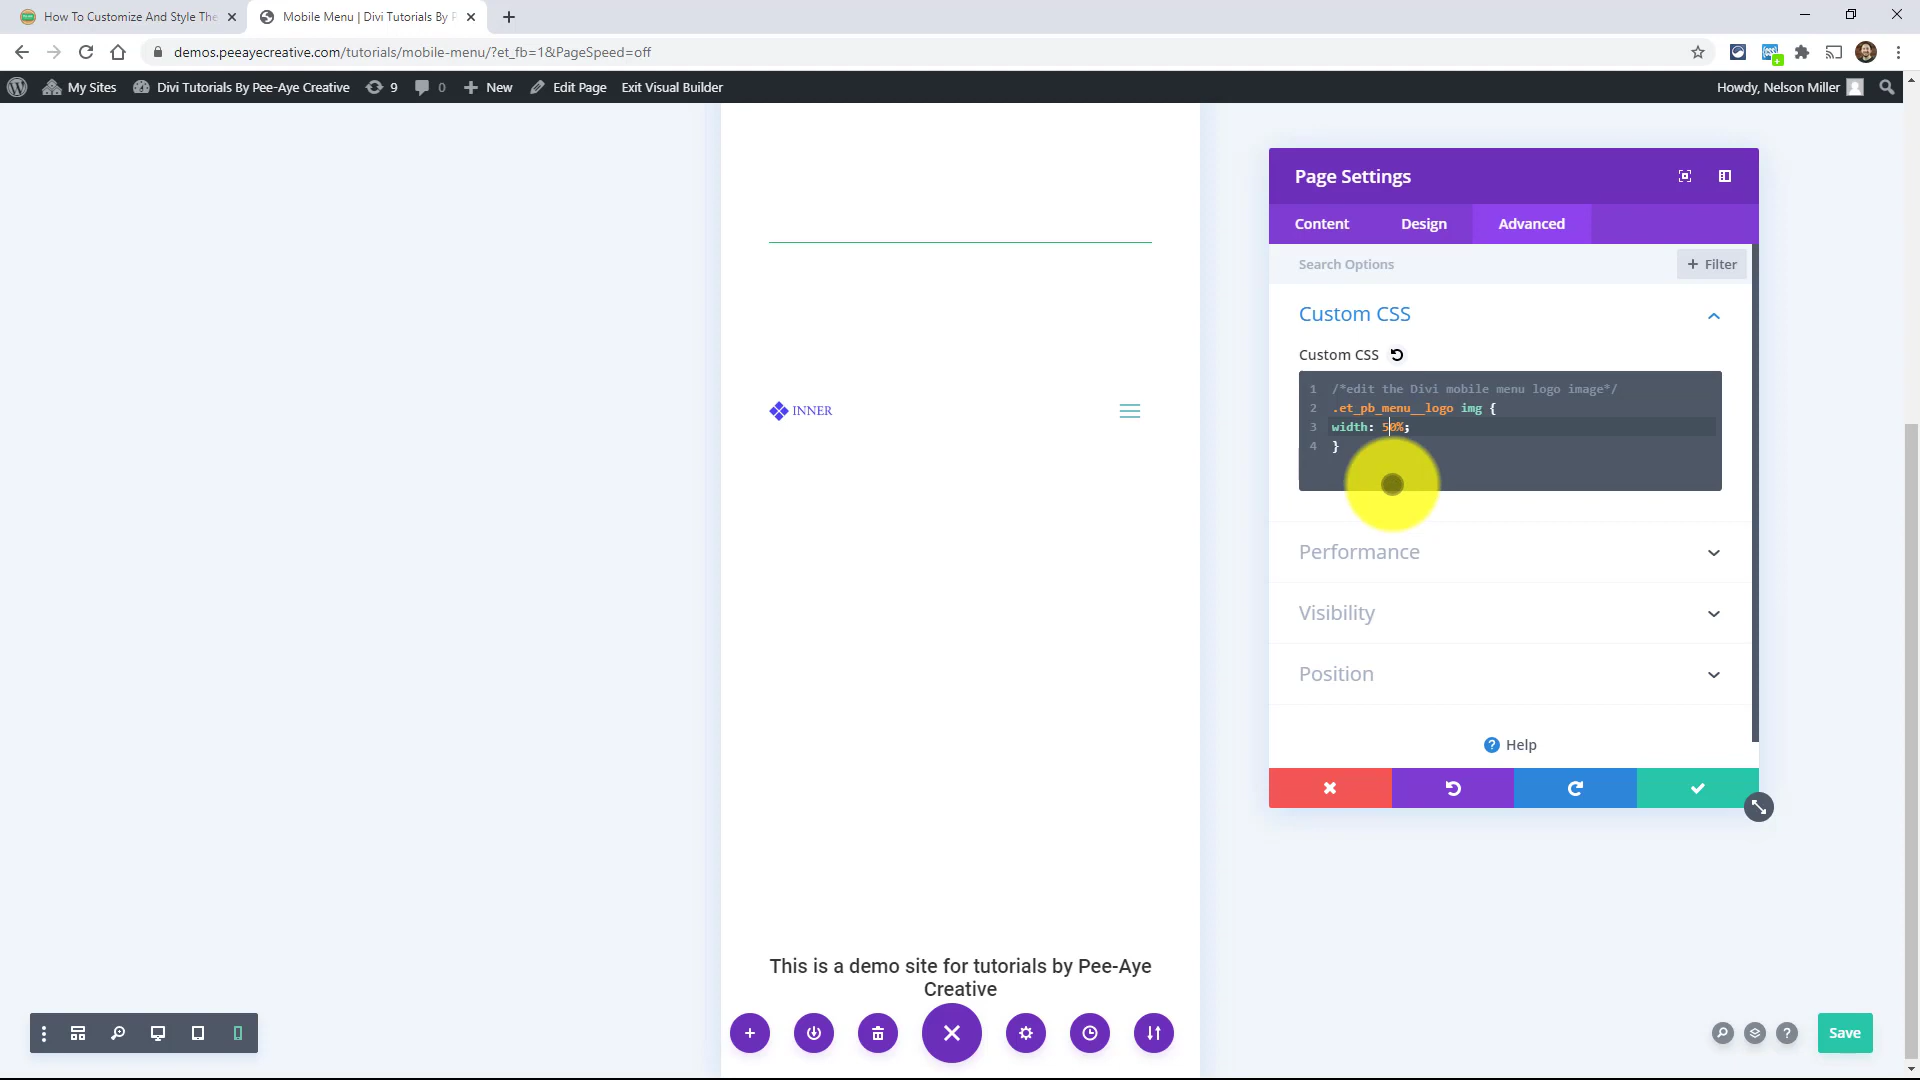 How To Customize And Style The
Mobile Menu | Divi Tutorials By P
demos.peeayecreative.com/tutorials/mobile-menu/?et_fb=1&PageSpeed=off
My Sites
Divi Tutorials By Pee-Aye Creative
9
0
New
Edit Page
Exit Visual Builder
Howdy, Nelson Miller
Page Settings
Content
Design
Advanced
Search Options
+ Filter
Custom CSS
Custom CSS
1 /*edit the Divi mobile menu logo image*/
2 .et_pb_menu__logo img {
3 width: 50%;
4 }
INNER
Performance
Visibility
Position
? Help
This is a demo site for tutorials by Pee-Aye
Creative
?
Save